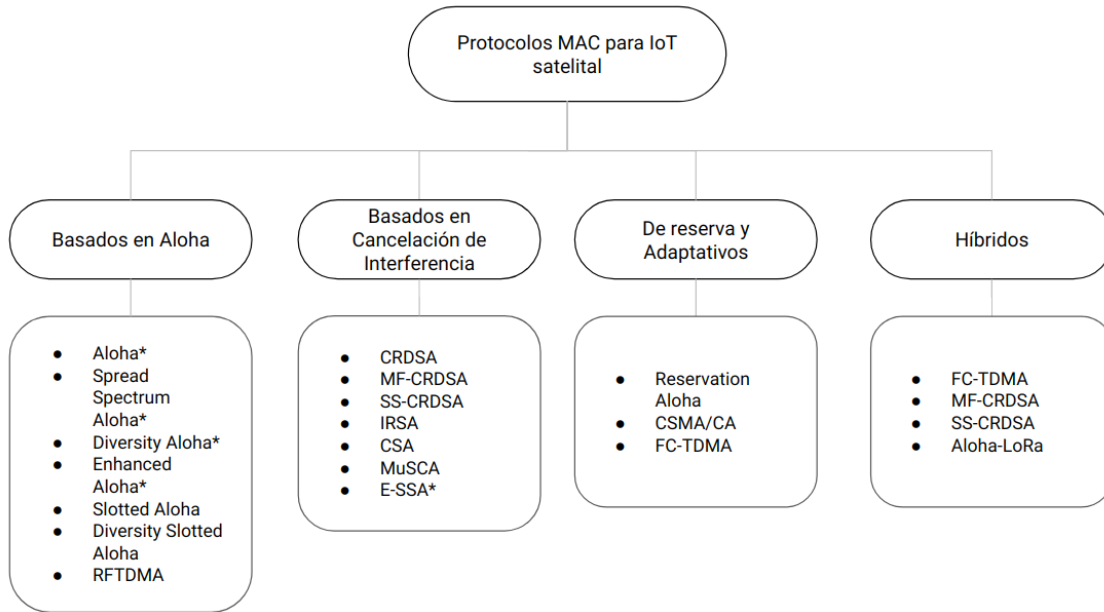 Protocolos MAC para IoT
satelital
Basados en Aloha
Basados en
Cancelación de
Interferencia
De reserva y
Adaptativos
Híbridos
● Aloha*
● Spread
Spectrum
Aloha*
● Diversity Aloha*
● Enhanced
Aloha*
● Slotted Aloha
● Diversity Slotted
Aloha
● RFTDMA
● CRDSA
● MF-CRDSA
● SS-CRDSA
● IRSA
● CSA
● MuSCA
● E-SSA*
● Reservation
Aloha
● CSMA/CA
● FC-TDMA
● FC-TDMA
● MF-CRDSA
● SS-CRDSA
● Aloha-LoRa